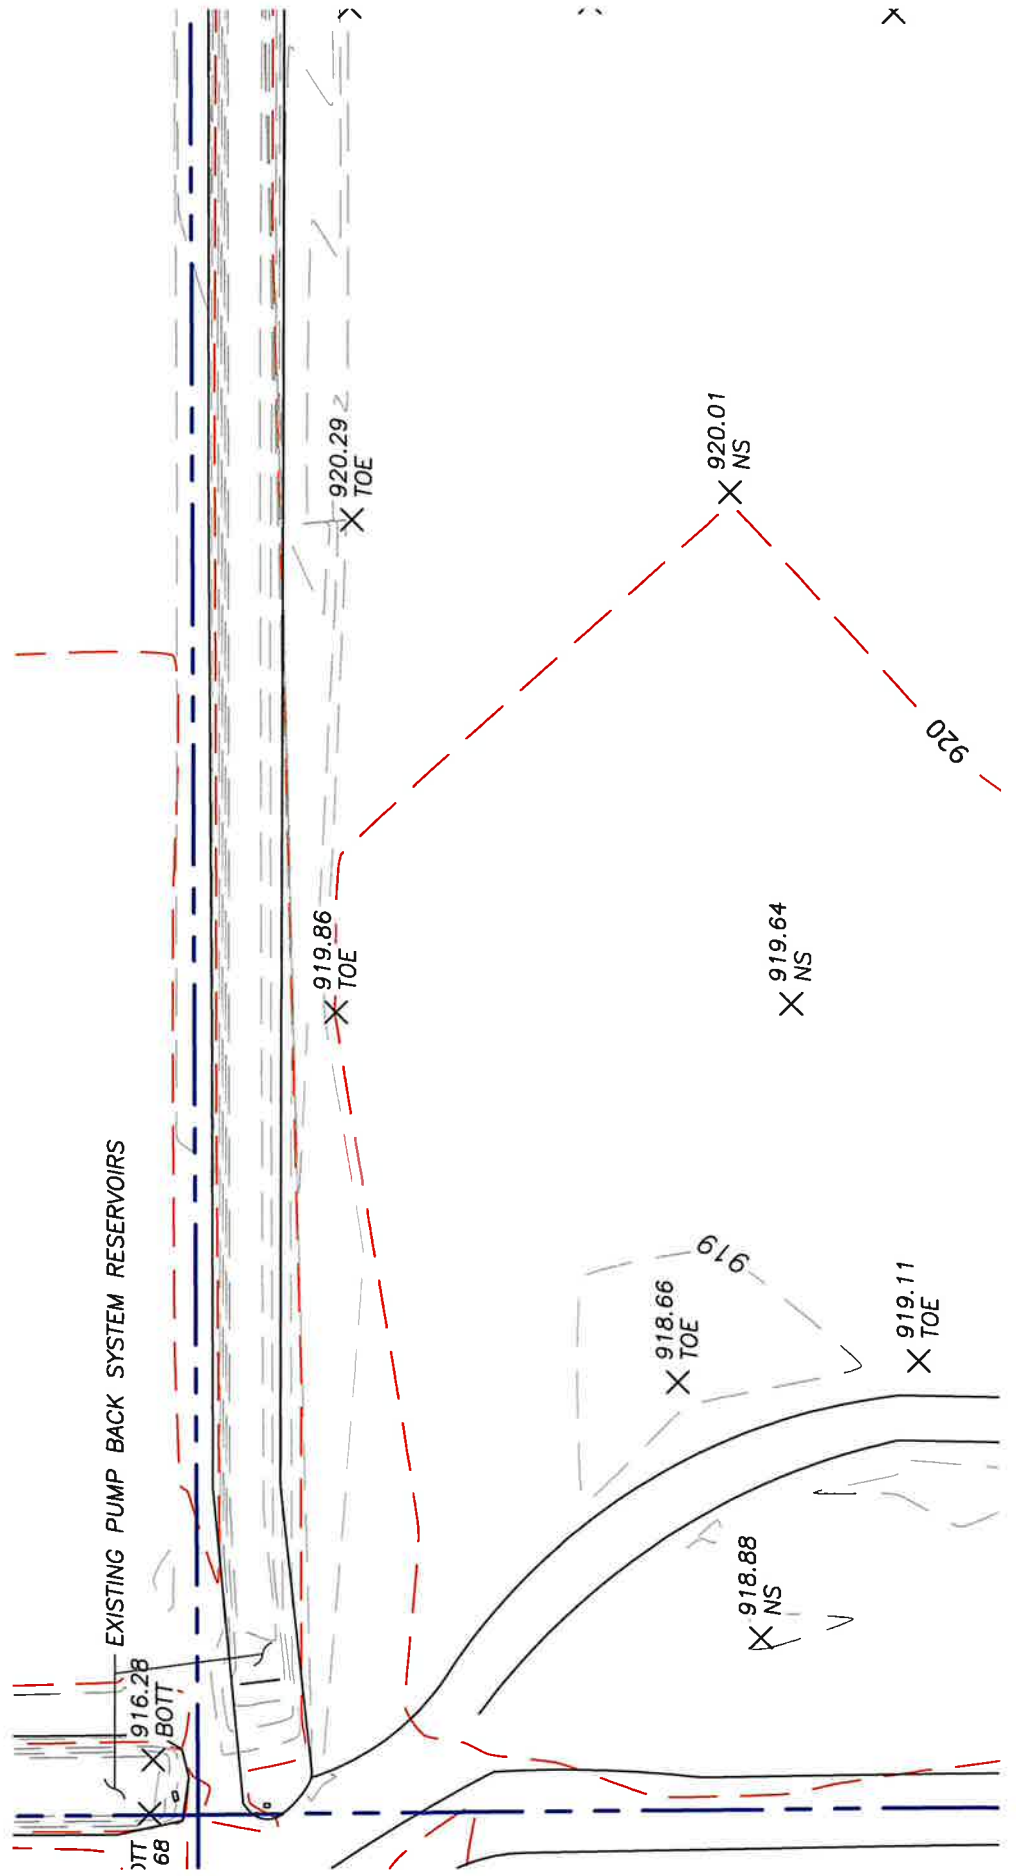 920.29
TOE
920.01
NS
920
919.86
TOE
919.64
NS
EXISTING PUMP BACK SYSTEM RESERVOIRS
919
918.66
TOE
919.11
TOE
918.88
NS
916.28
BOTT
OTT
68